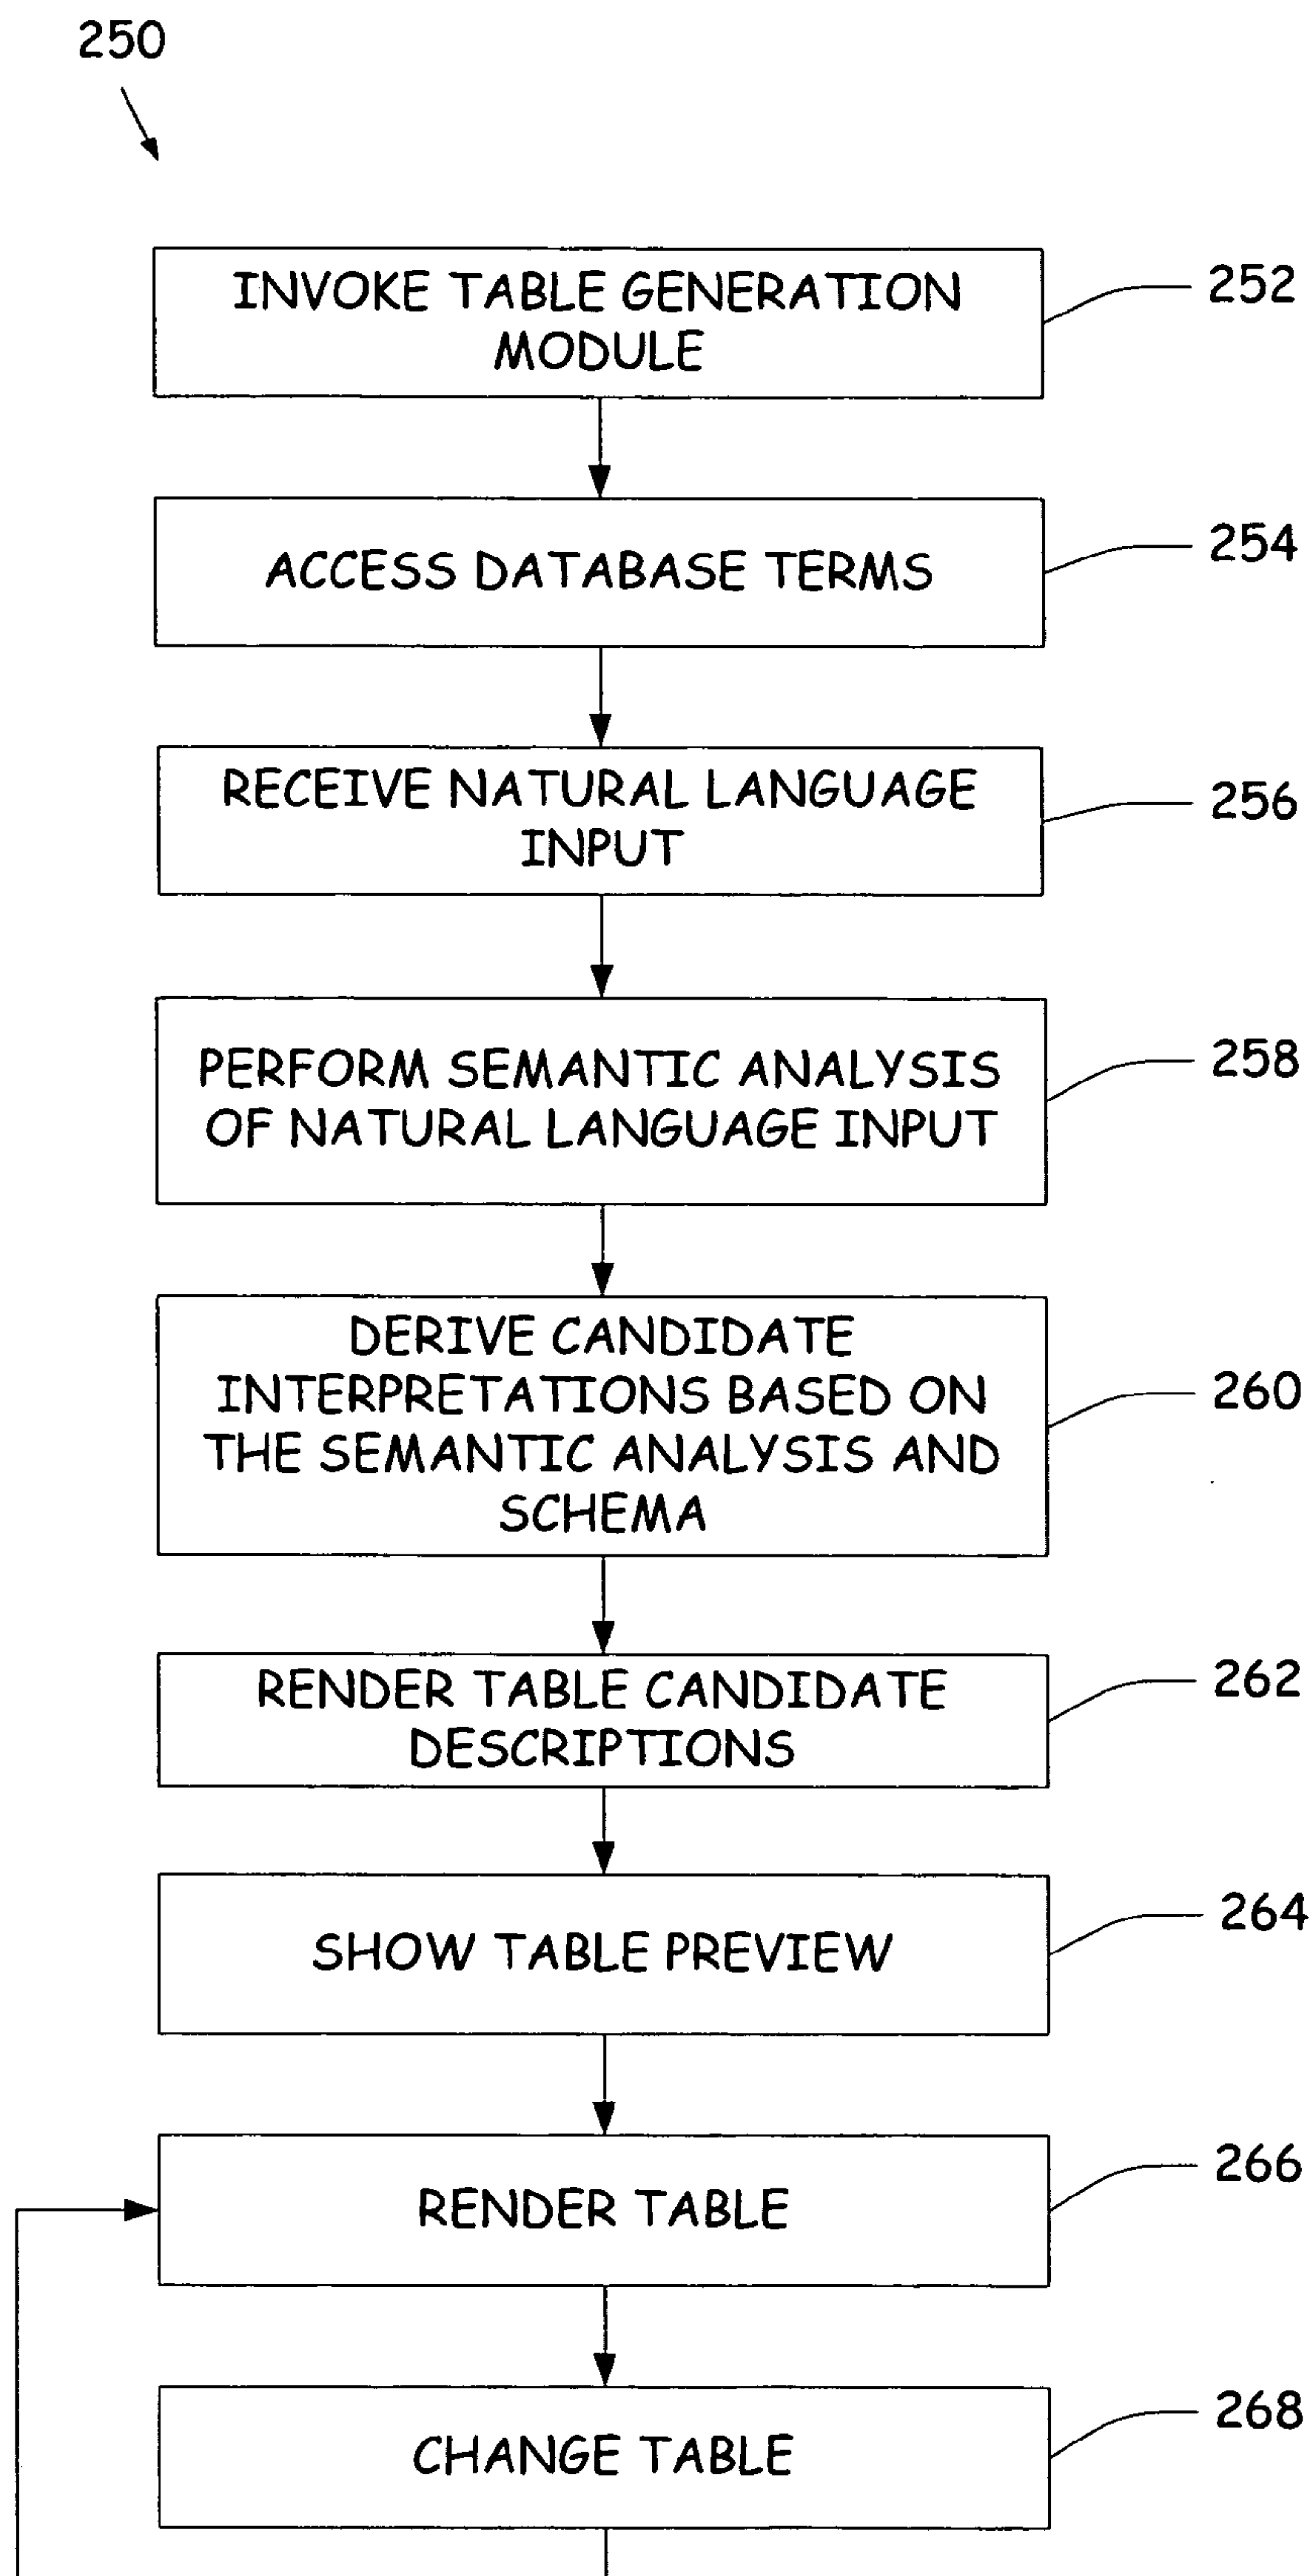 250
INVOKE TABLE GENERATION
MODULE
252
ACCESS DATABASE TERMS
254
RECEIVE NATURAL LANGUAGE
INPUT
256
PERFORM SEMANTIC ANALYSIS
OF NATURAL LANGUAGE INPUT
258
DERIVE CANDIDATE
INTERPRETATIONS BASED ON
THE SEMANTIC ANALYSIS AND
SCHEMA
260
RENDER TABLE CANDIDATE
DESCRIPTIONS
262
SHOW TABLE PREVIEW
264
RENDER TABLE
266
CHANGE TABLE
268